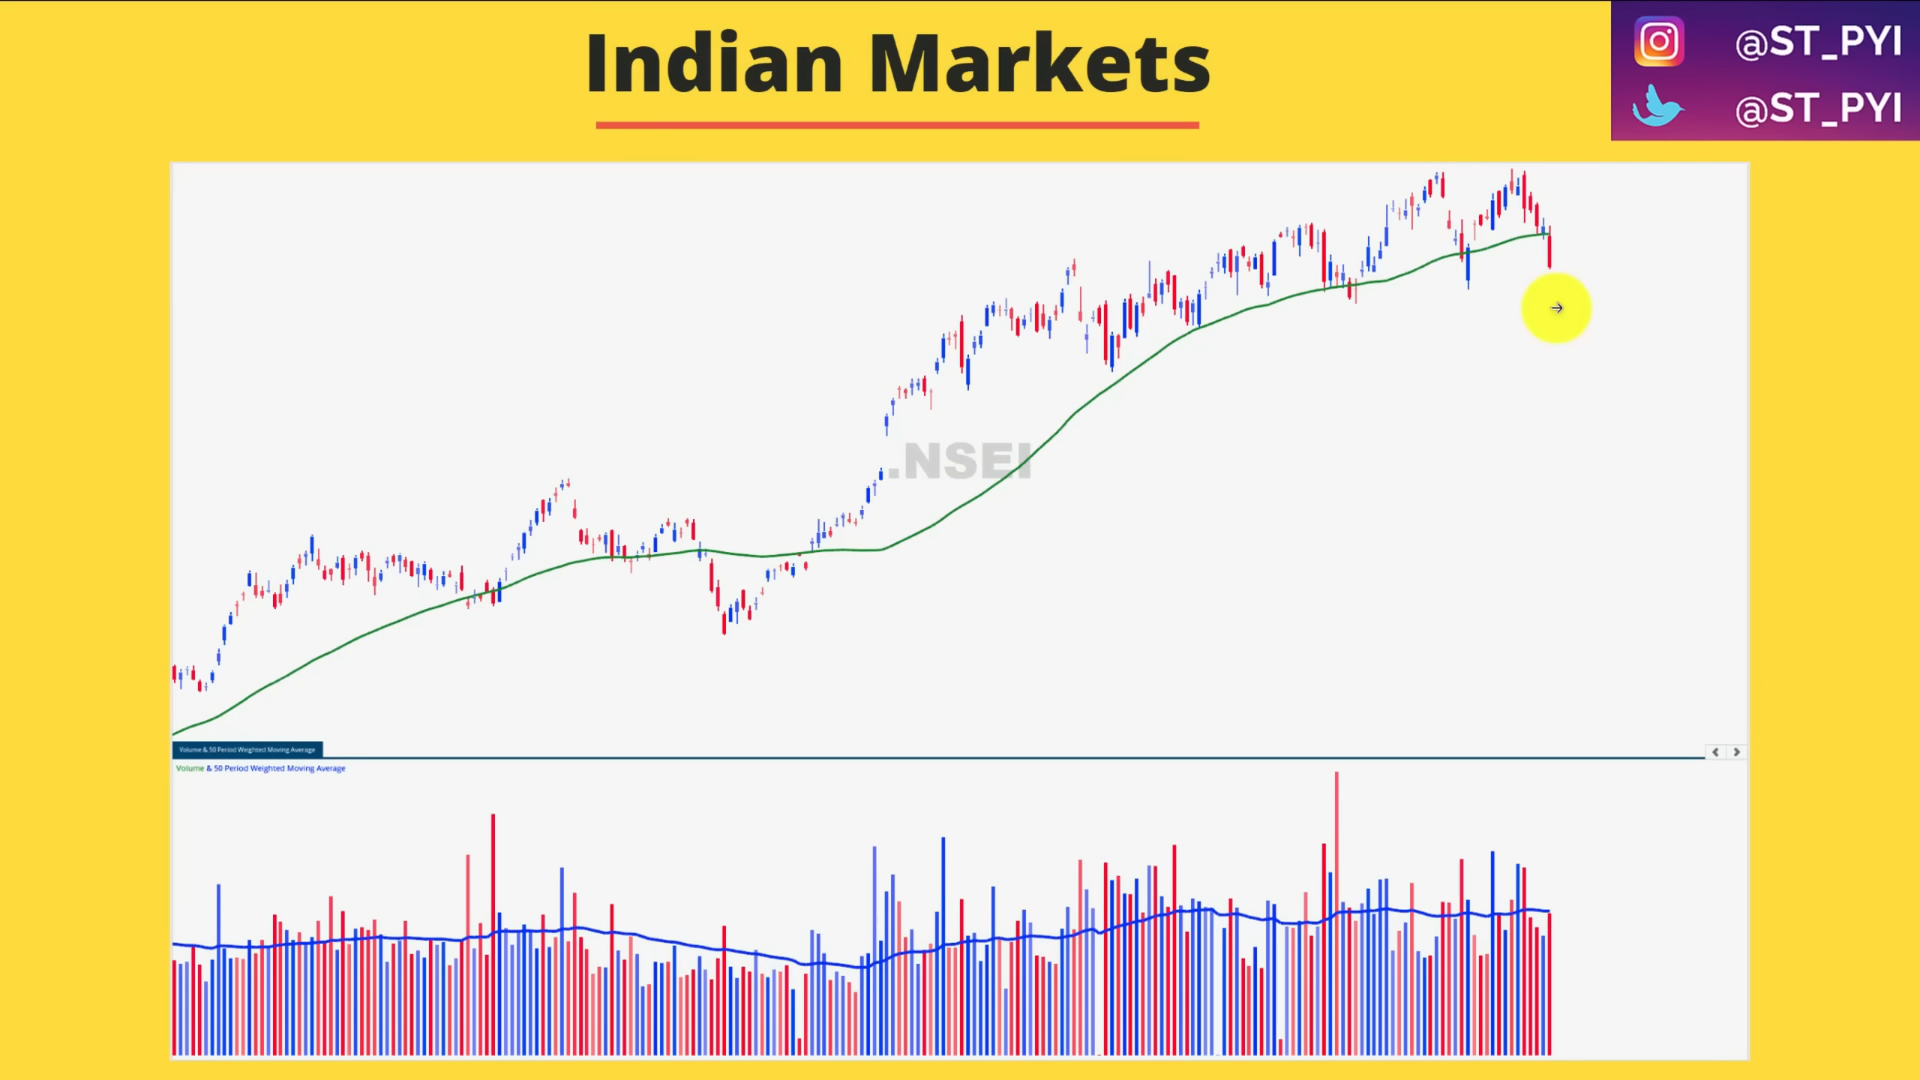 Indian Markets
@ST_PYI
@ST_PYI
.NSEI
Volume & 50 Period Weighted Moving Average
Volume & 50 Period Weighted Moving Average